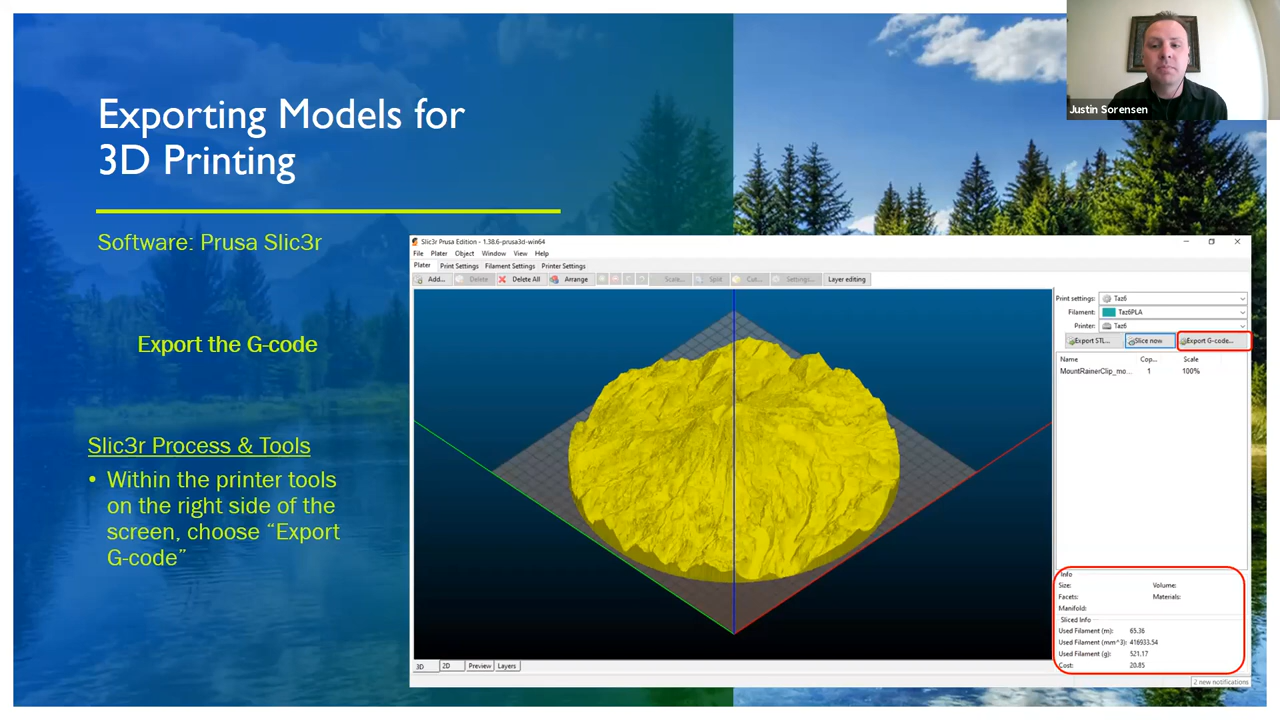 Exporting Models for
3D Printing
Justin Sorensen
Software: Prusa Slic3r
Export the G-code
Slic3r Process & Tools
• Within the printer tools
on the right side of the
screen, choose “Export
G-code”
Slic3r Prusa Edition - 1.38.6-prusa3d-win64
File Plater Object Window View Help
Plater Print Settings Filament Settings Printer Settings
Add... Delete Delete All Arrange Scale... Split Cut... Settings... Layer editing
Print settings: Taz6
Filament: Taz6PLA
Printer: Taz6
Export STL... Slice now Export G-code...
Name Cop... Scale
MountRainerClip_mo... 1 100%
Info
Size: Volume:
Facets: Materials:
Manifold:
Sliced Info
Used Filament (m): 65.36
Used Filament (mm^3): 416933.54
Used Filament (g): 521.17
Cost: 20.85
3D 2D Preview Layers
2 new notifications